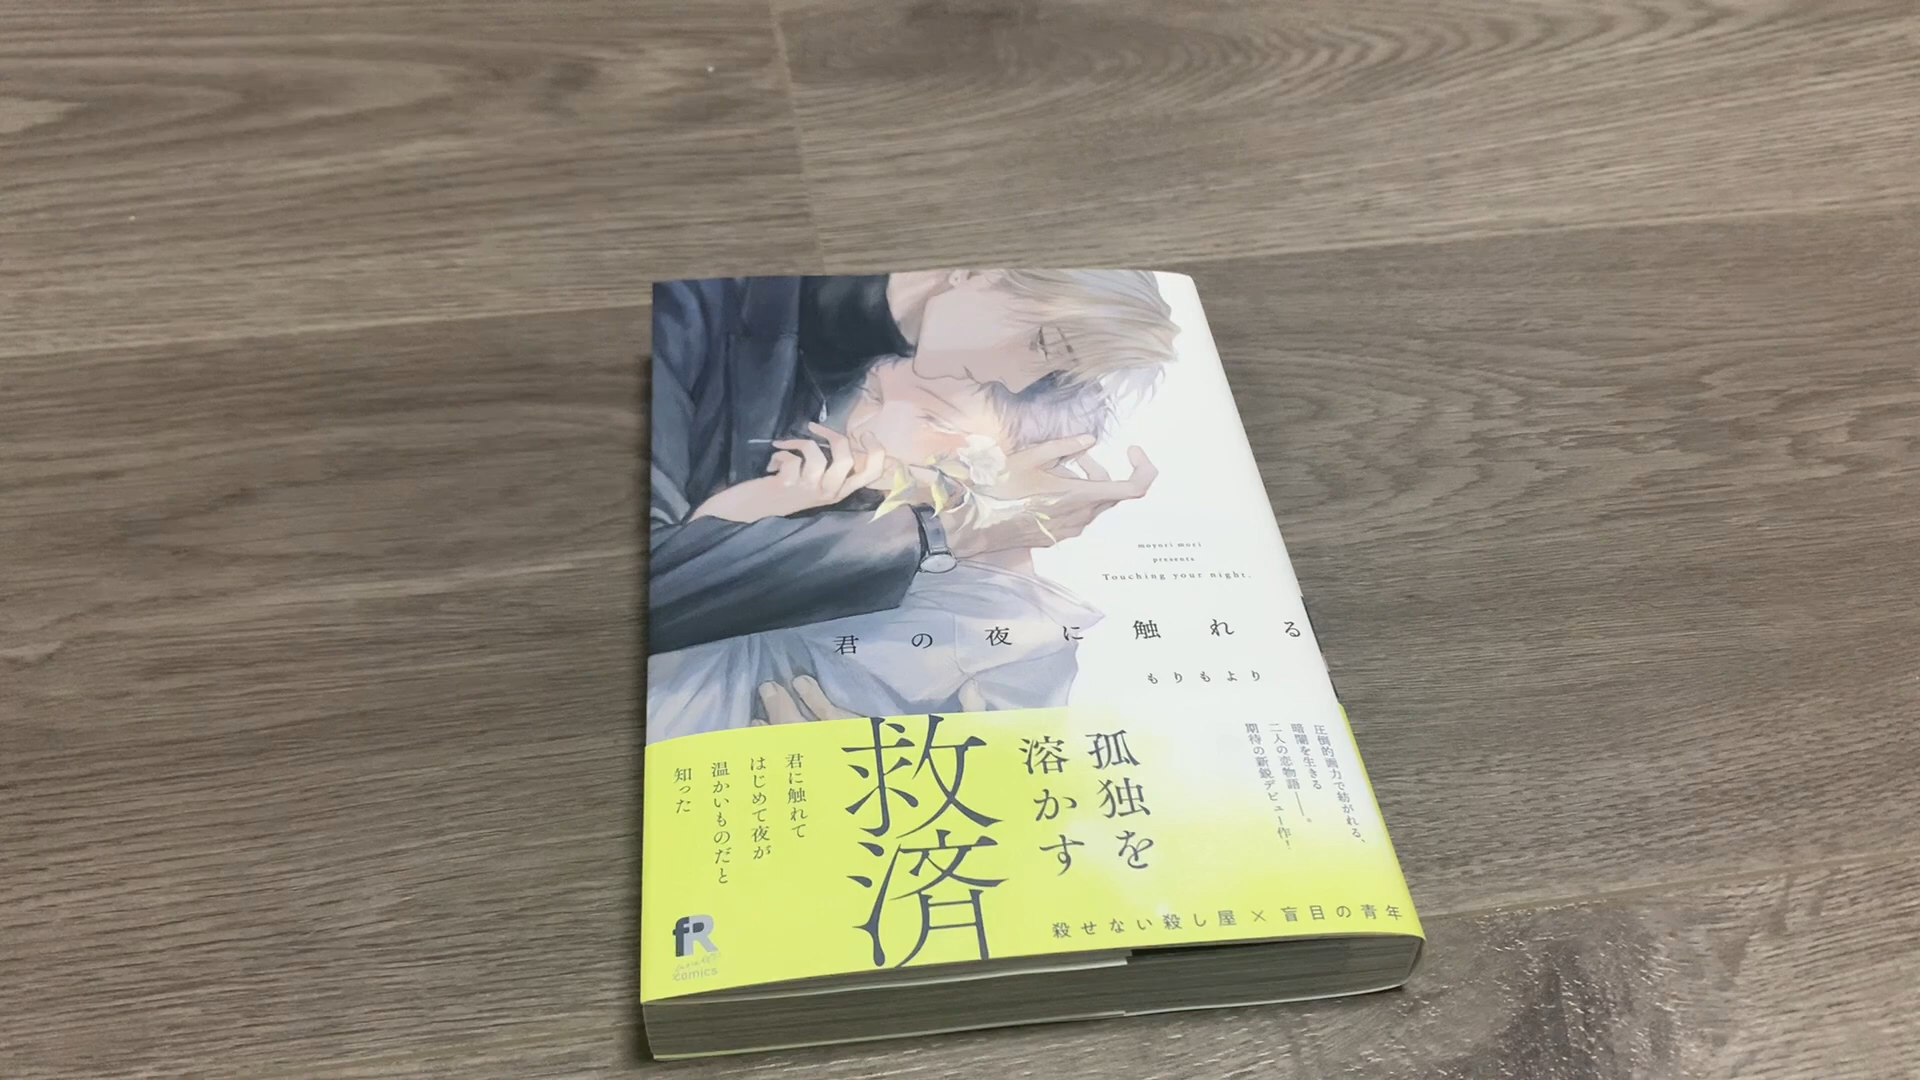 moyori mori
presents
Touching your night.
君の夜に触れる
もりもより
圧倒的画力で紡がれる、
暗闇を生きる
二人の恋物語――。
期待の新鋭デビュー作!
孤独を
溶かす
救済
君に触れて
はじめて夜が
温かいものだと
知った
殺せない殺し屋×盲目の青年
fR
comics